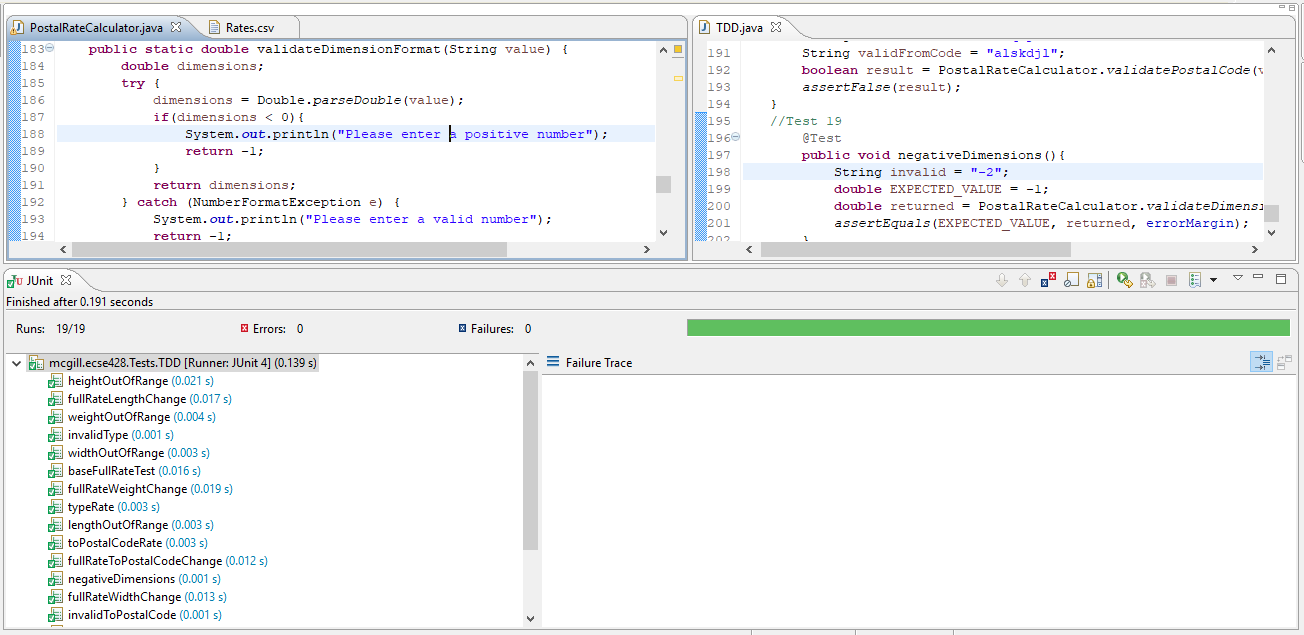 PostalRateCalculator.java
Rates.csv
183 public static double validateDimensionFormat(String value) {
184 double dimensions;
185 try {
186 dimensions = Double.parseDouble(value);
187 if(dimensions < 0){
188 System.out.println("Please enter a positive number");
189 return -1;
190 }
191 return dimensions;
192 } catch (NumberFormatException e) {
193 System.out.println("Please enter a valid number");
194 return -1;
TDD.java
191 String validFromCode = "alskdjl";
192 boolean result = PostalRateCalculator.validatePostalCode(
193 assertFalse(result);
194 }
195 //Test 19
196 @Test
197 public void negativeDimensions(){
198 String invalid = "-2";
199 double EXPECTED_VALUE = -1;
200 double returned = PostalRateCalculator.validateDimensi
201 assertEquals(EXPECTED_VALUE, returned, errorMargin);
202 }
JUnit
Finished after 0.191 seconds
Runs: 19/19
Errors: 0
Failures: 0
mcgill.ecse428.Tests.TDD [Runner: JUnit 4] (0.139 s)
heightOutOfRange (0.021 s)
fullRateLengthChange (0.017 s)
weightOutOfRange (0.004 s)
invalidType (0.001 s)
widthOutOfRange (0.003 s)
baseFullRateTest (0.016 s)
fullRateWeightChange (0.019 s)
typeRate (0.003 s)
lengthOutOfRange (0.003 s)
toPostalCodeRate (0.003 s)
fullRateToPostalCodeChange (0.012 s)
negativeDimensions (0.001 s)
fullRateWidthChange (0.013 s)
invalidToPostalCode (0.001 s)
Failure Trace